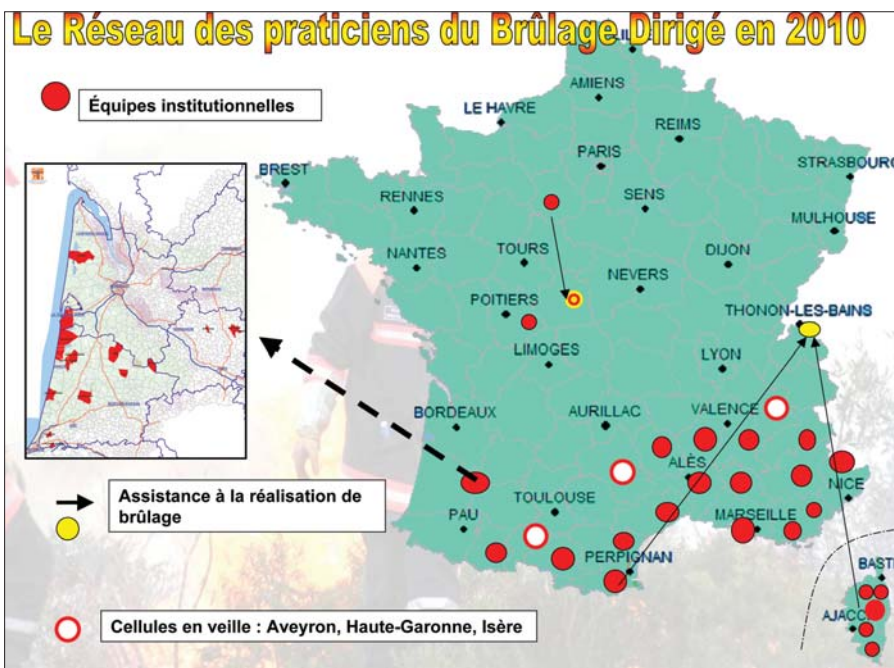 Le Réseau des praticiens du Brûlage Dirigé en 2010
Équipes institutionnelles
AMIENS
LE HAVRE
REIMS
PARIS
BREST
STRASBOURG
RENNES
SENS
MULHOUSE
NANTES
TOURS
DIJON
NEVERS
POITIERS
THONON-LES-BAINS
LIMOGES
LYON
BORDEAUX
AURILLAC
VALENCE
ALÈS
Assistance à la réalisation de
brûlage
TOULOUSE
NICE
PAU
MARSEILLE
PERPIGNAN
BAST
AJACC
Cellules en veille : Aveyron, Haute-Garonne, Isère